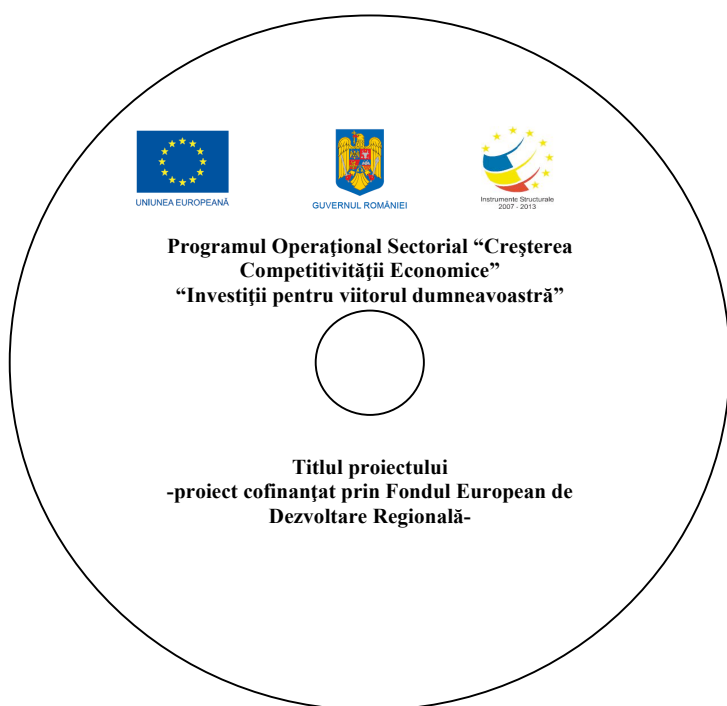 UNIUNEA EUROPEANĂ
GUVERNUL ROMÂNIEI
Instrumente Structurale
2007 - 2013
Programul Operaţional Sectorial “Creşterea
Competitivităţii Economice”
“Investiţii pentru viitorul dumneavoastră”
Titlul proiectului
-proiect cofinanţat prin Fondul European de
Dezvoltare Regională-